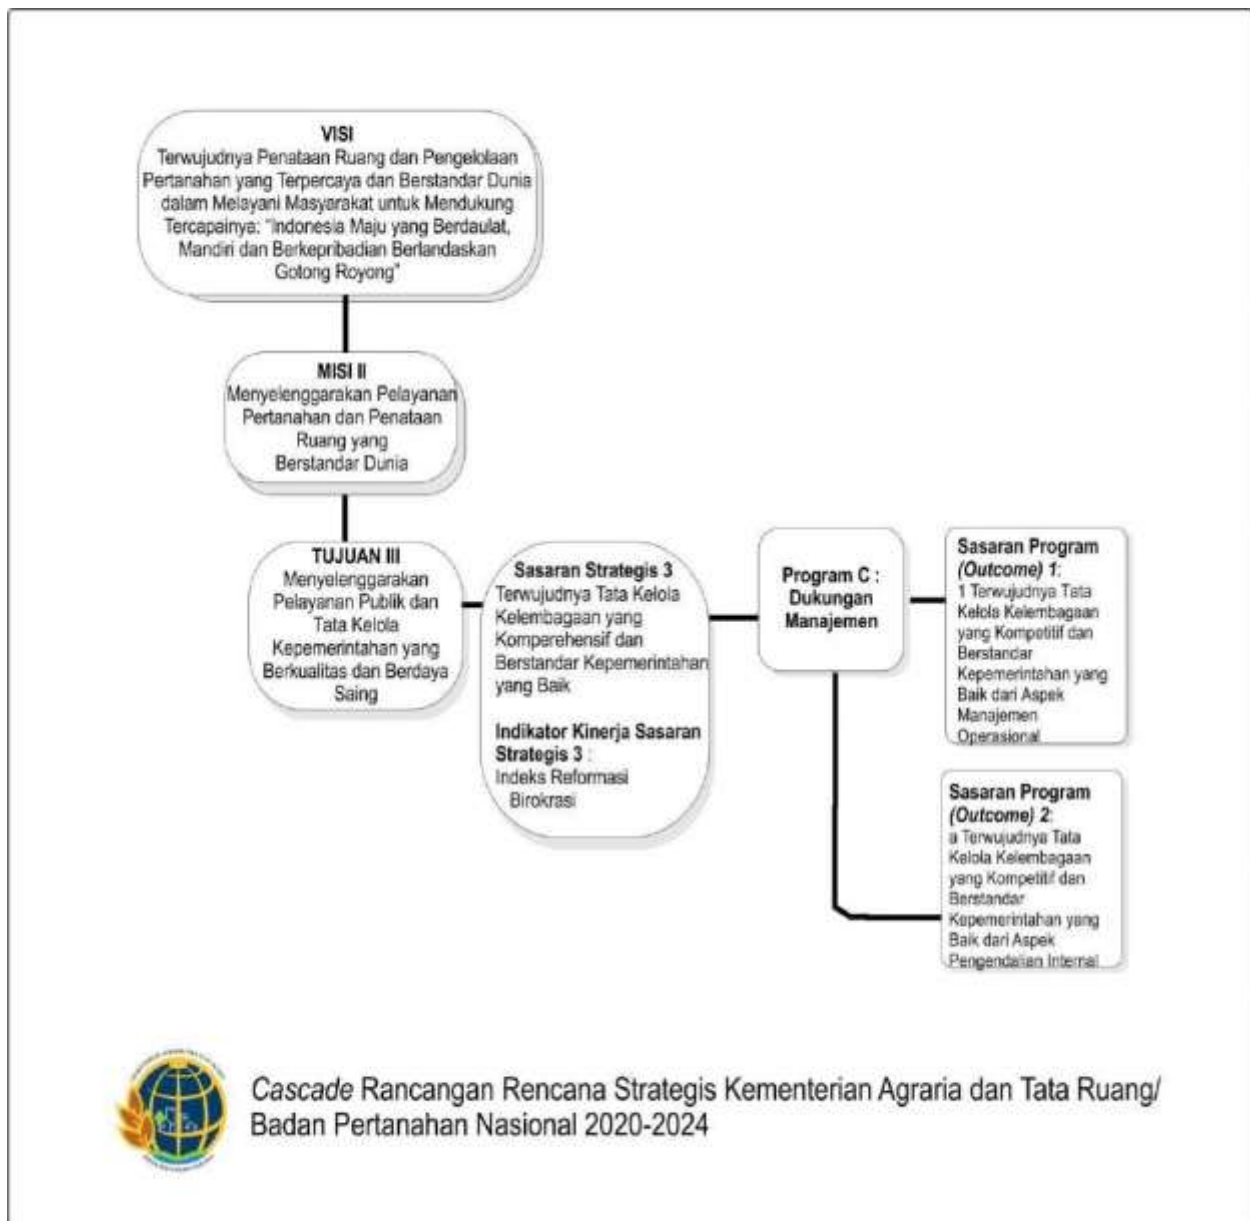 VISI
Terwujudnya Penataan Ruang dan Pengelolaan
Pertanahan yang Terpercaya dan Berstandar Dunia
dalam Melayani Masyarakat untuk Mendukung
Tercapainya: “Indonesia Maju yang Berdaulat,
Mandiri dan Berkepribadian Berlandaskan
Gotong Royong”
MISI II
Menyelenggarakan Pelayanan
Pertanahan dan Penataan
Ruang yang
Berstandar Dunia
TUJUAN III
Menyelenggarakan
Pelayanan Publik dan
Tata Kelola
Kepemerintahan yang
Berkualitas dan Berdaya
Saing
Sasaran Strategis 3
Terwujudnya Tata Kelola
Kelembagaan yang
Komperehensif dan
Berstandar Kepemerintahan
yang Baik
Indikator Kinerja Sasaran
Strategis 3 :
Indeks Reformasi
Birokrasi
Program C :
Dukungan
Manajemen
Sasaran Program
(Outcome) 1:
1 Terwujudnya Tata
Kelola Kelembagaan
yang Kompetitif dan
Berstandar
Kepemerintahan yang
Baik dari Aspek
Manajemen
Operasional
Sasaran Program
(Outcome) 2:
a Terwujudnya Tata
Kelola Kelembagaan
yang Kompetitif dan
Berstandar
Kepemerintahan yang
Baik dari Aspek
Pengendalian Internal
Cascade Rancangan Rencana Strategis Kementerian Agraria dan Tata Ruang/
Badan Pertanahan Nasional 2020-2024